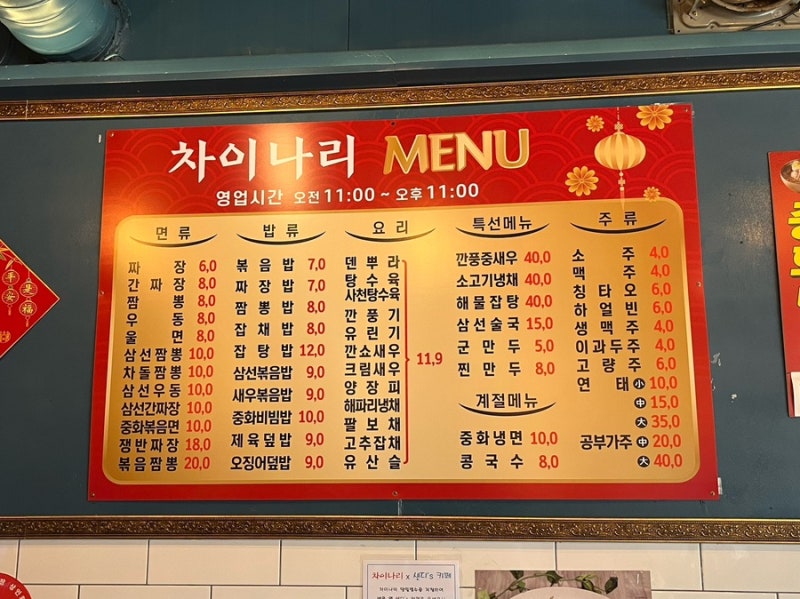 차이나리 MENU
영업시간 오전 11:00 ~ 오후 11:00
면류
짜장 6,0
간짜장 8,0
짬뽕 8,0
우동 8,0
울면 8,0
삼선짬뽕 10,0
차돌짬뽕 10,0
삼선우동 10,0
삼선간짜장 10,0
중화볶음면 10,0
쟁반짜장 18,0
볶음짬뽕 20,0
밥류
볶음밥 7,0
짜장밥 7,0
짬뽕밥 8,0
잡채밥 8,0
잡탕밥 12,0
삼선볶음밥 9,0
새우볶음밥 9,0
중화비빔밥 10,0
제육덮밥 9,0
오징어덮밥 9,0
요리
덴뿌라
탕수육
사천탕수육
깐풍기
유린기
깐쇼새우
크림새우
양장피
해파리냉채
팔보채
고추잡채
유산슬
11,9
특선메뉴
깐풍중새우 40,0
소고기냉채 40,0
해물잡탕 40,0
삼선술국 15,0
군만두 5,0
찐만두 8,0
계절메뉴
중화냉면 10,0
콩국수 8,0
주류
소주 4,0
맥주 4,0
칭타오 6,0
하얼빈 6,0
생맥주 4,0
이과두주 4,0
고량주 6,0
연태 小 10,0
中 15,0
大 35,0
공부가주 中 20,0
大 40,0
차이나리 x 샌디's 카페